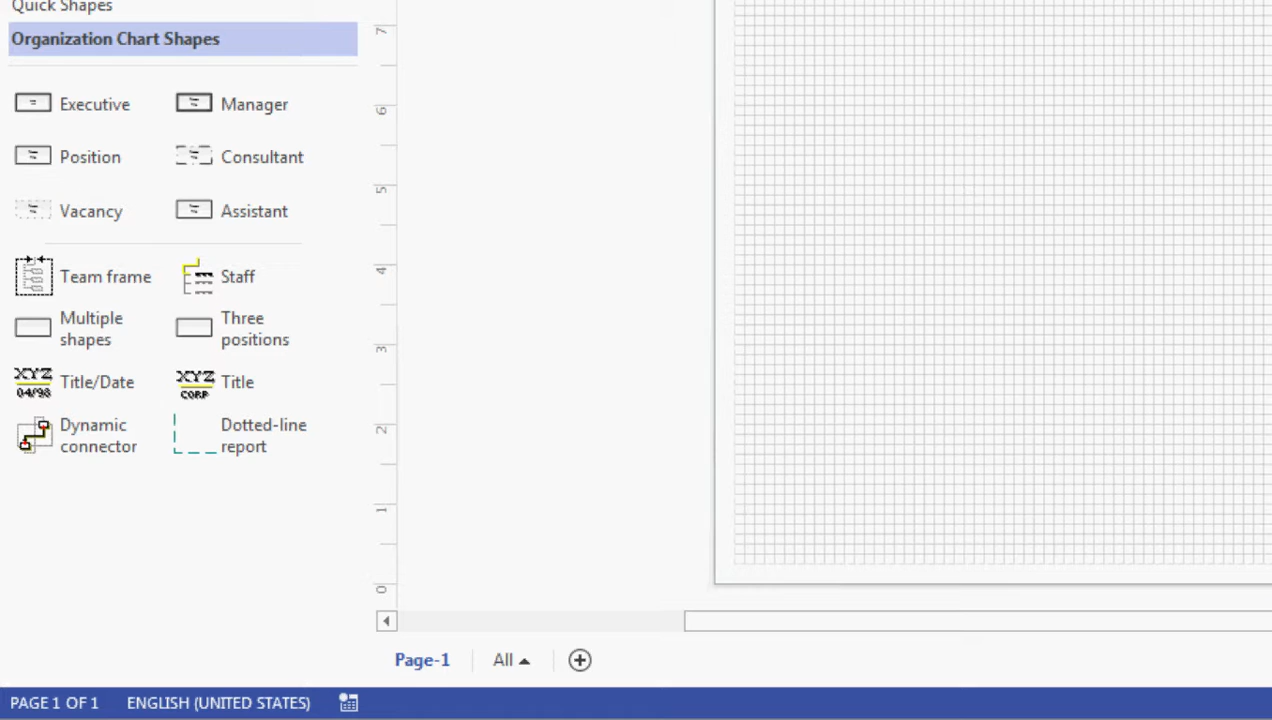 Quick Shapes
Organization Chart Shapes
Executive
Manager
Position
Consultant
Vacancy
Assistant
Team frame
Staff
Multiple
shapes
Three
positions
XYZ
04/98
Title/Date
XYZ
CORP
Title
Dynamic
connector
Dotted-line
report
7
6
5
4
3
2
1
0
Page-1
All
PAGE 1 OF 1
ENGLISH (UNITED STATES)